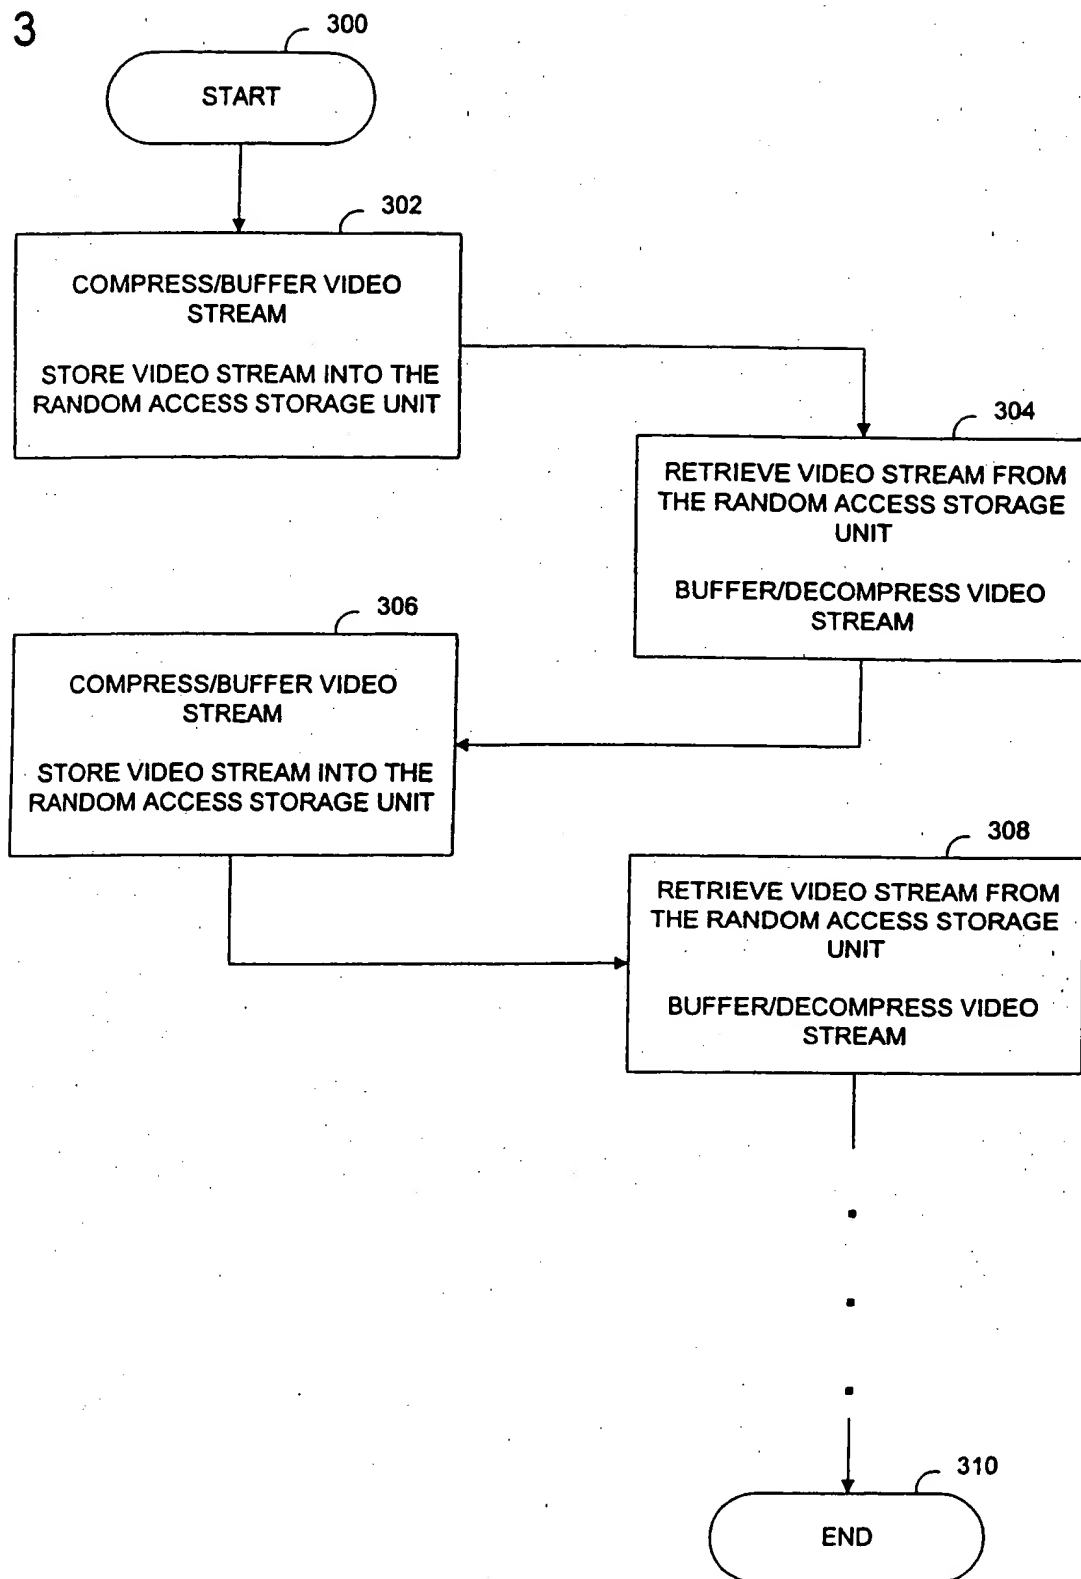 3
300
START
302
COMPRESS/BUFFER VIDEO
STREAM
STORE VIDEO STREAM INTO THE
RANDOM ACCESS STORAGE UNIT
304
RETRIEVE VIDEO STREAM FROM
THE RANDOM ACCESS STORAGE
UNIT
BUFFER/DECOMPRESS VIDEO
STREAM
306
COMPRESS/BUFFER VIDEO
STREAM
STORE VIDEO STREAM INTO THE
RANDOM ACCESS STORAGE UNIT
308
RETRIEVE VIDEO STREAM FROM
THE RANDOM ACCESS STORAGE
UNIT
BUFFER/DECOMPRESS VIDEO
STREAM
310
END